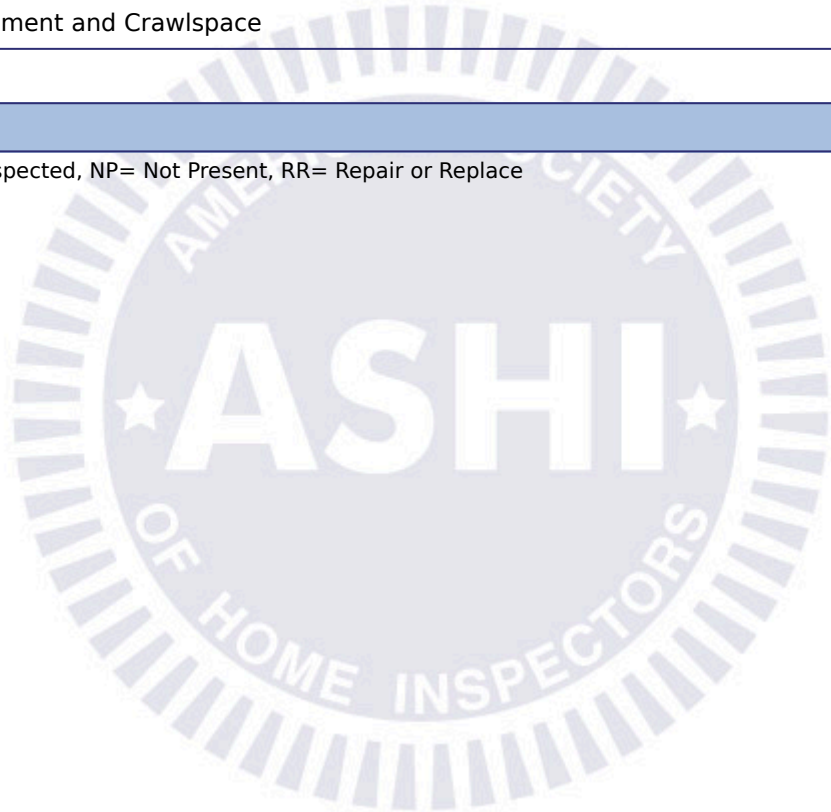 ment and Crawlspace
spected, NP= Not Present, RR= Repair or Replace
AMERICAN SOCIETY
ASHI
OF HOME INSPECTORS